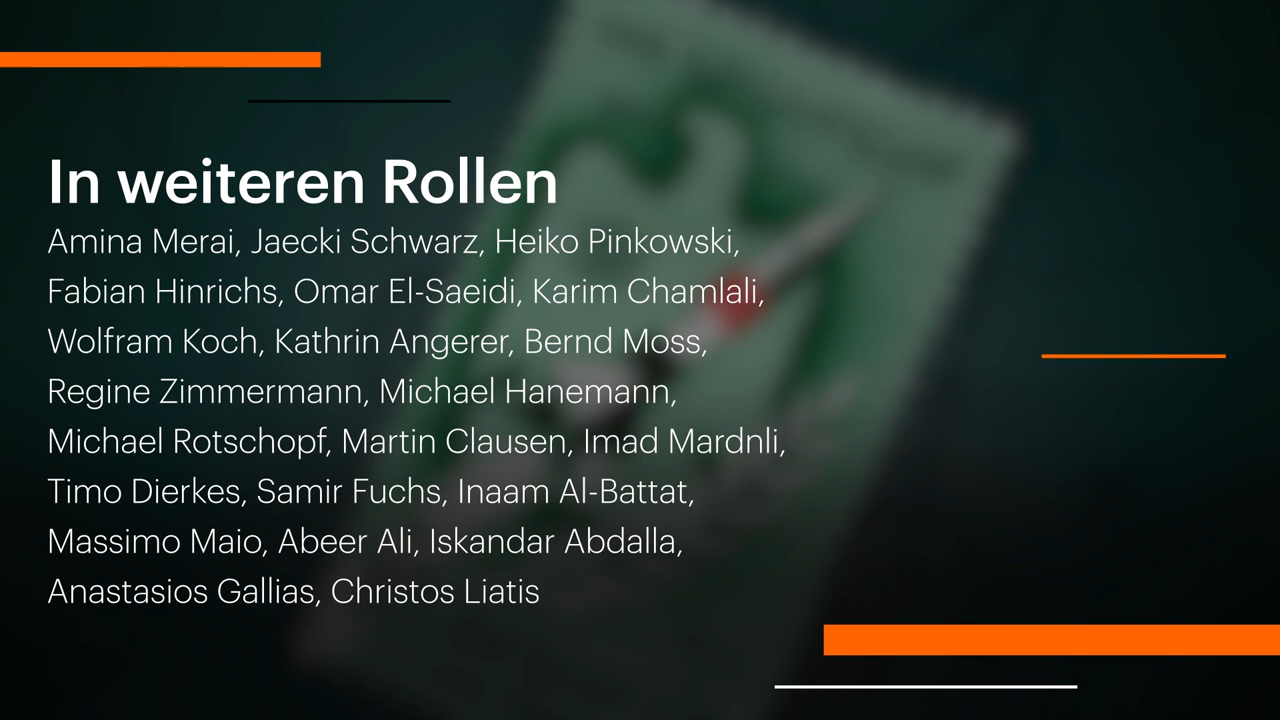 In weiteren Rollen
Amina Merai, Jaecki Schwarz, Heiko Pinkowski,
Fabian Hinrichs, Omar El-Saeidi, Karim Chamlali,
Wolfram Koch, Kathrin Angerer, Bernd Moss,
Regine Zimmermann, Michael Hanemann,
Michael Rotschopf, Martin Clausen, Imad Mardnli,
Timo Dierkes, Samir Fuchs, Inaam Al-Battat,
Massimo Maio, Abeer Ali, Iskandar Abdalla,
Anastasios Gallias, Christos Liatis